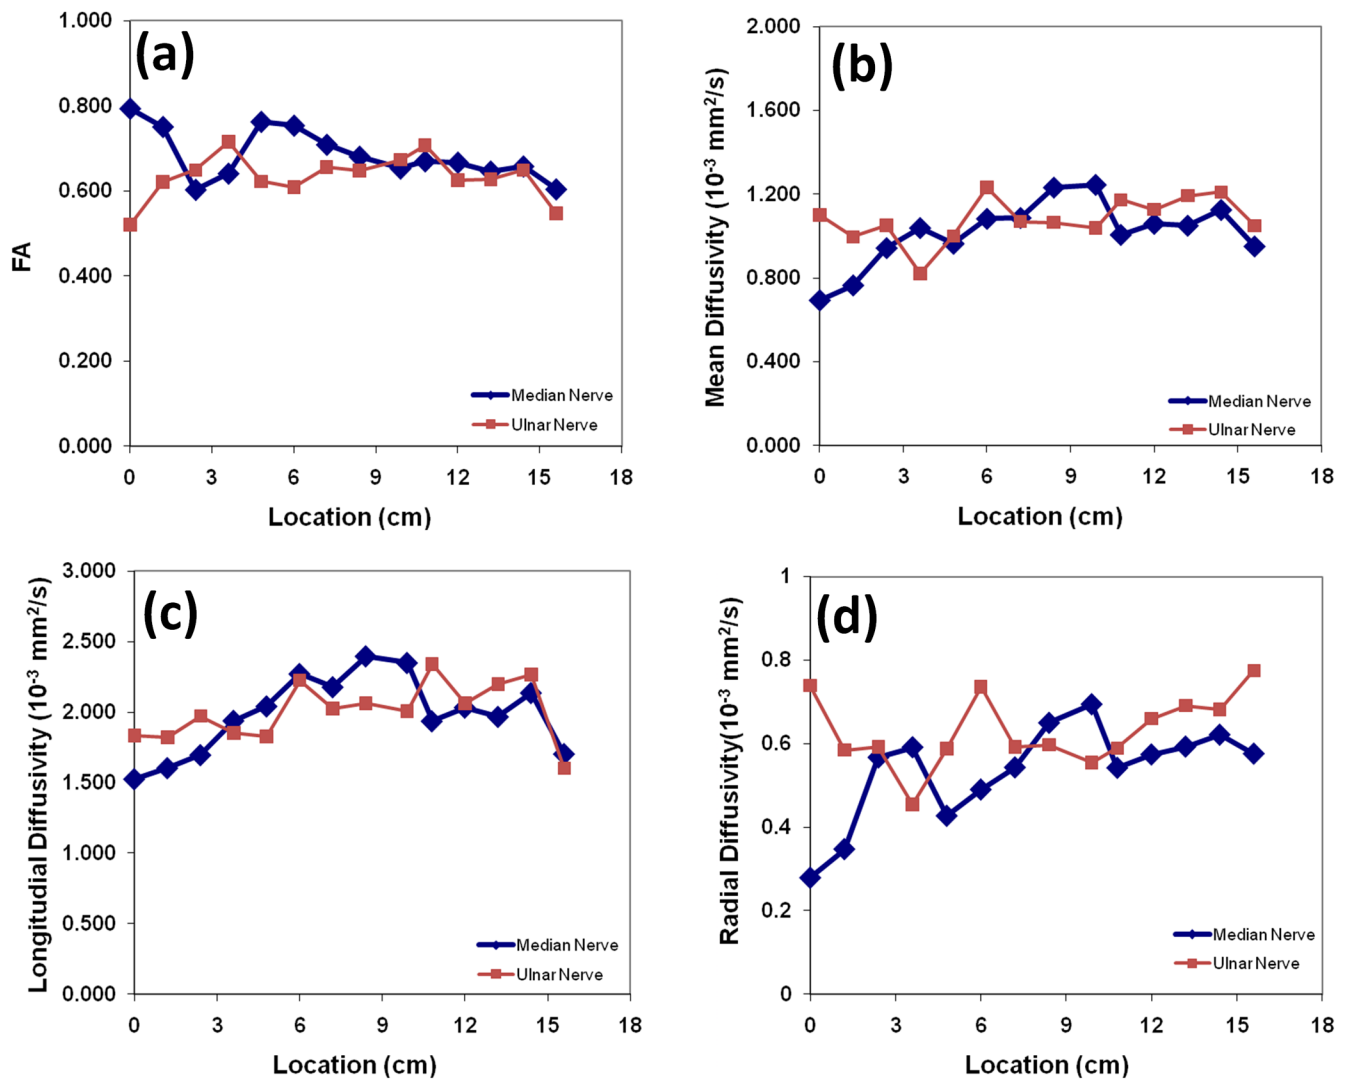 (a)
1.000
0.800
0.600
0.400
0.200
0.000
FA
Median Nerve
Ulnar Nerve
0 3 6 9 12 15 18
Location (cm)
(b)
2.000
1.600
1.200
0.800
0.400
0.000
Mean Diffusivity (10⁻³ mm²/s)
Median Nerve
Ulnar Nerve
0 3 6 9 12 15 18
Location (cm)
(c)
3.000
2.500
2.000
1.500
1.000
0.500
0.000
Longitudial Diffusivity (10⁻³ mm²/s)
Median Nerve
Ulnar Nerve
0 3 6 9 12 15 18
Location (cm)
(d)
1
0.8
0.6
0.4
0.2
0
Radial Diffusivity(10⁻³ mm²/s)
Median Nerve
Ulnar Nerve
0 3 6 9 12 15 18
Location (cm)